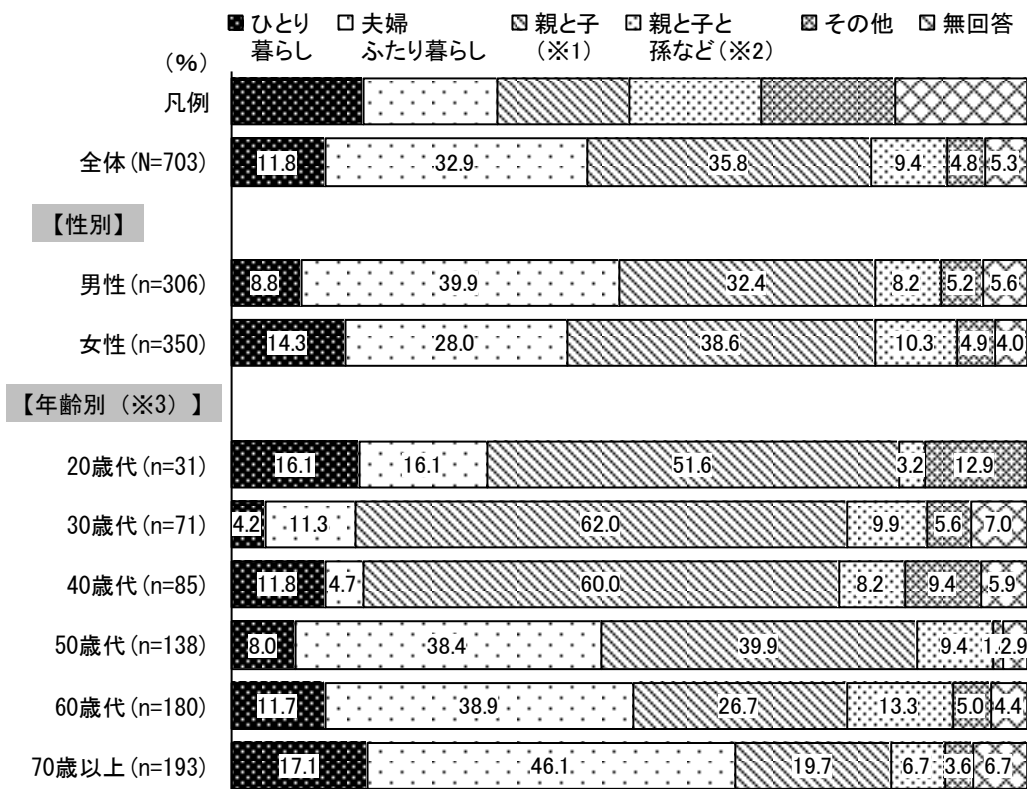 ひとり暮らし 夫婦ふたり暮らし 親と子(※1) 親と子と孫など(※2) その他 無回答
(%)
凡例
全体(N=703) 11.8 32.9 35.8 9.4 4.8 5.3
【性別】
男性(n=306) 8.8 39.9 32.4 8.2 5.2 5.6
女性(n=350) 14.3 28.0 38.6 10.3 4.9 4.0
【年齢別(※3)】
20歳代(n=31) 16.1 16.1 51.6 3.2 12.9
30歳代(n=71) 4.2 11.3 62.0 9.9 5.6 7.0
40歳代(n=85) 11.8 4.7 60.0 8.2 9.4 5.9
50歳代(n=138) 8.0 38.4 39.9 9.4 2.9
60歳代(n=180) 11.7 38.9 26.7 13.3 5.0 4.4
70歳以上(n=193) 17.1 46.1 19.7 6.7 3.6 6.7